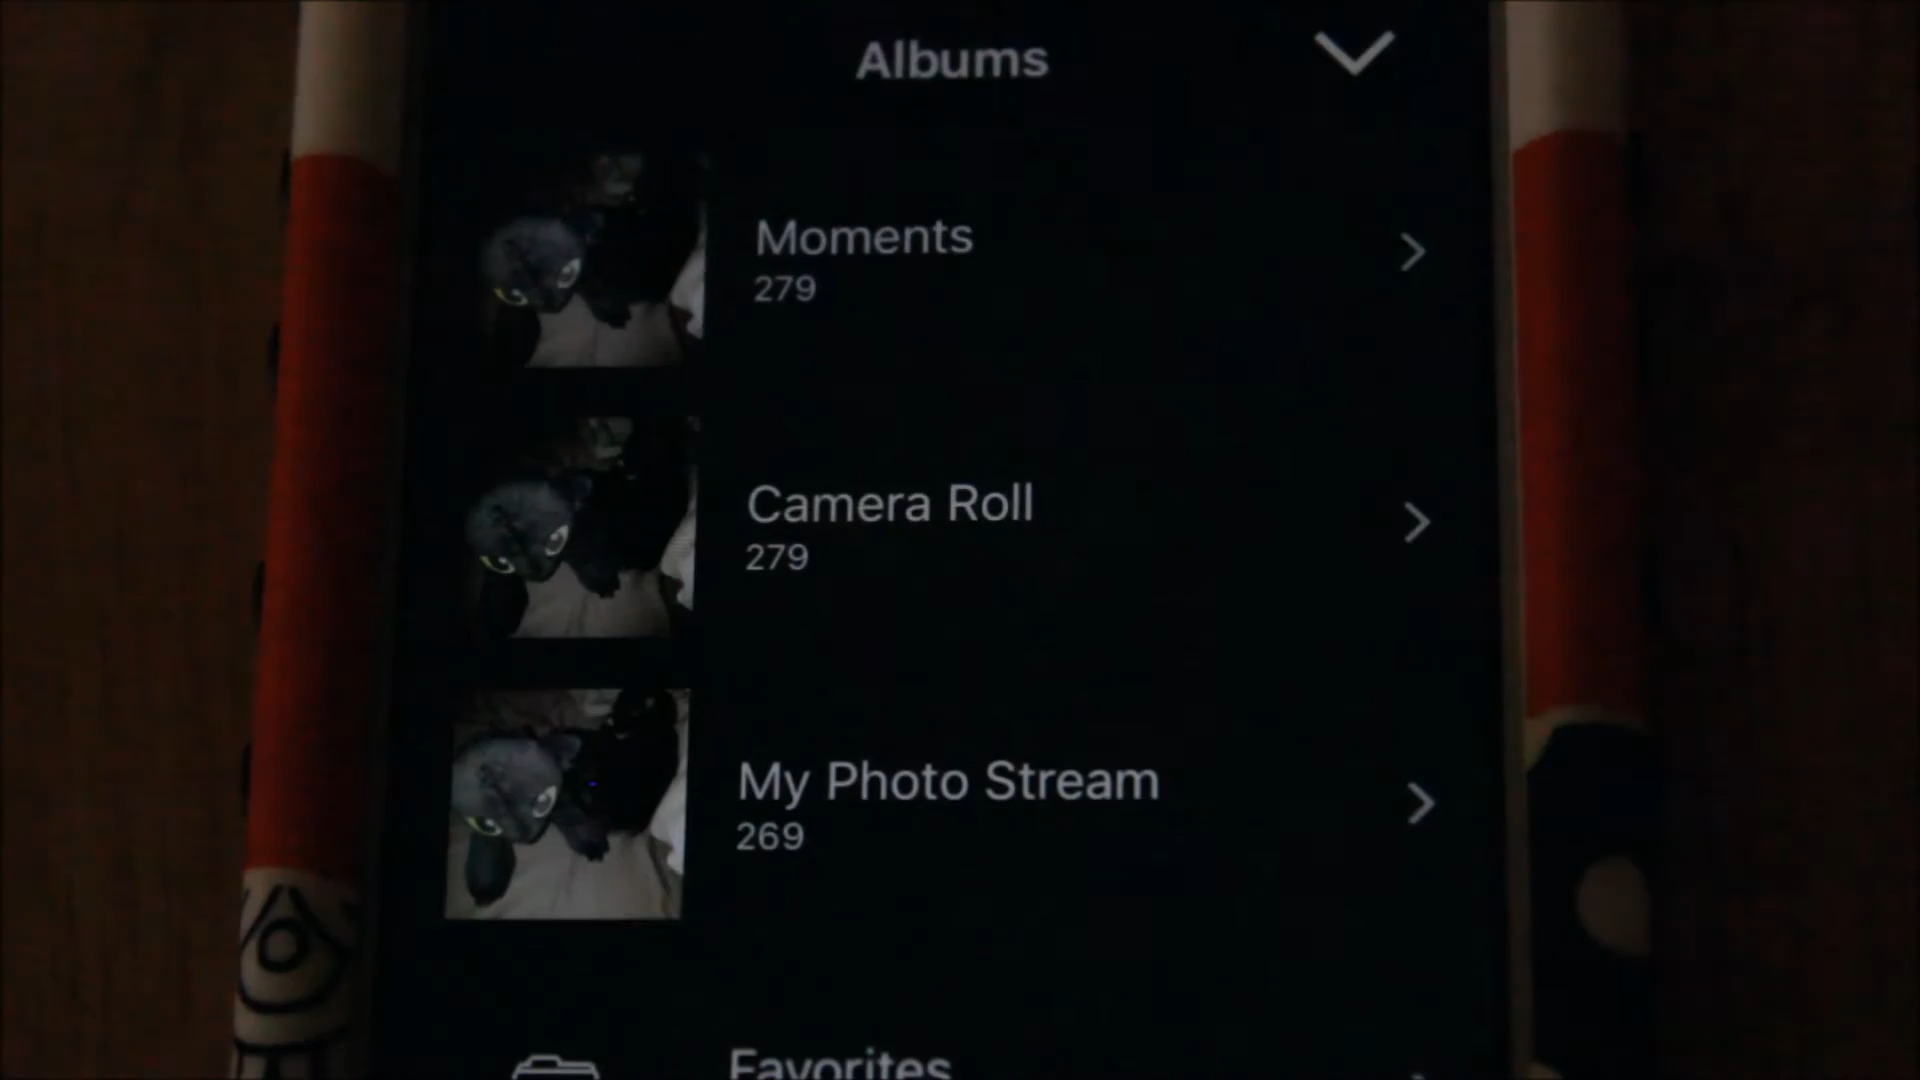 Albums
Moments
279
Camera Roll
279
My Photo Stream
269
Favorites